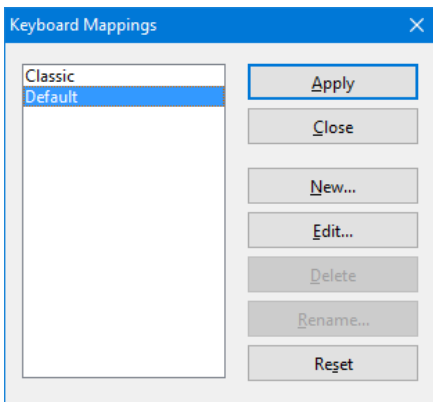 Keyboard Mappings
Classic
Default
Apply
Close
New...
Edit...
Delete
Rename...
Reset